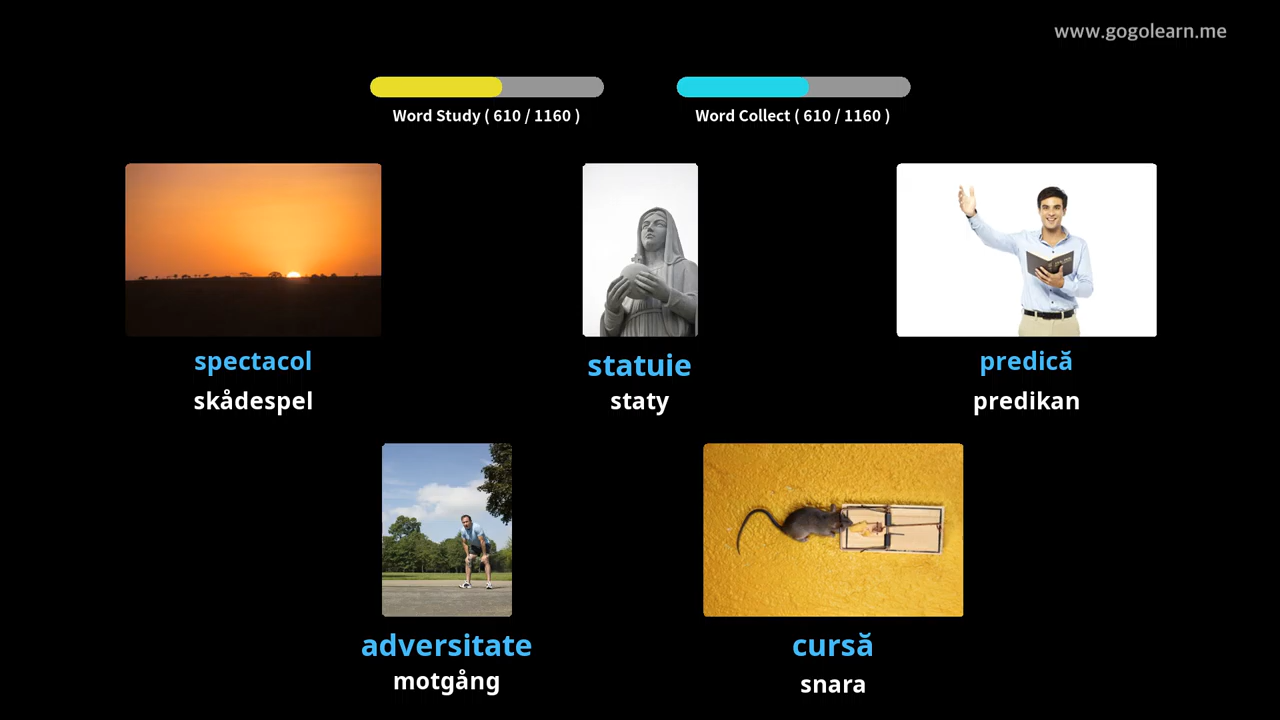 www.gogolearn.me
Word Study ( 610 / 1160 )
Word Collect ( 610 / 1160 )
spectacol
skådespel
statuie
staty
predică
predikan
adversitate
motgång
cursă
snara